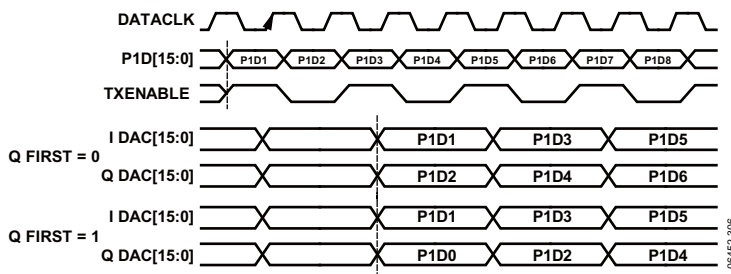 DATACLK
P1D[15:0] P1D1 P1D2 P1D3 P1D4 P1D5 P1D6 P1D7 P1D8
TXENABLE
Q FIRST = 0
I DAC[15:0] P1D1 P1D3 P1D5
Q DAC[15:0] P1D2 P1D4 P1D6
Q FIRST = 1
I DAC[15:0] P1D1 P1D3 P1D5
Q DAC[15:0] P1D0 P1D2 P1D4
06452-306